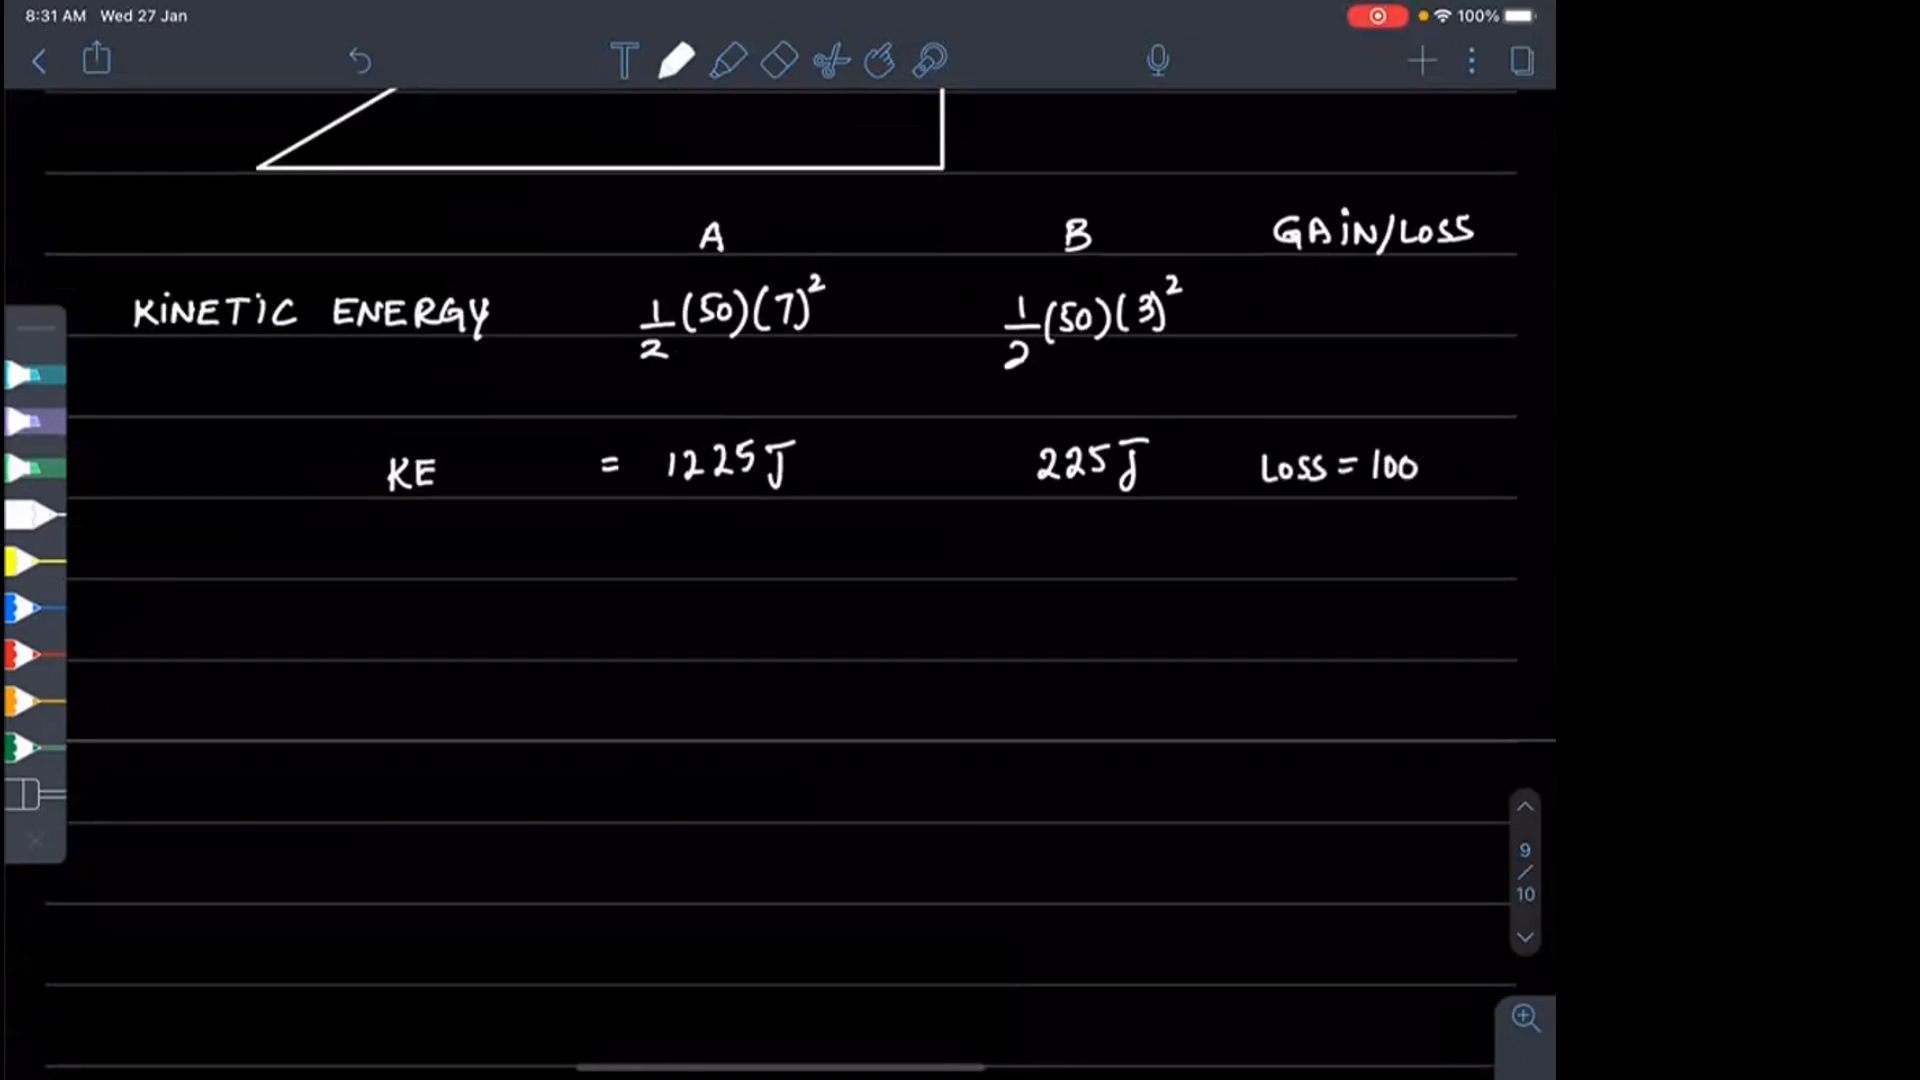 8:31 AM Wed 27 Jan 100%
A B GAIN/LOSS
KINETIC ENERGY 1/2 (50)(7)² 1/2 (50)(3)²
KE = 1225J 225J LOSS = 100
9
/
10